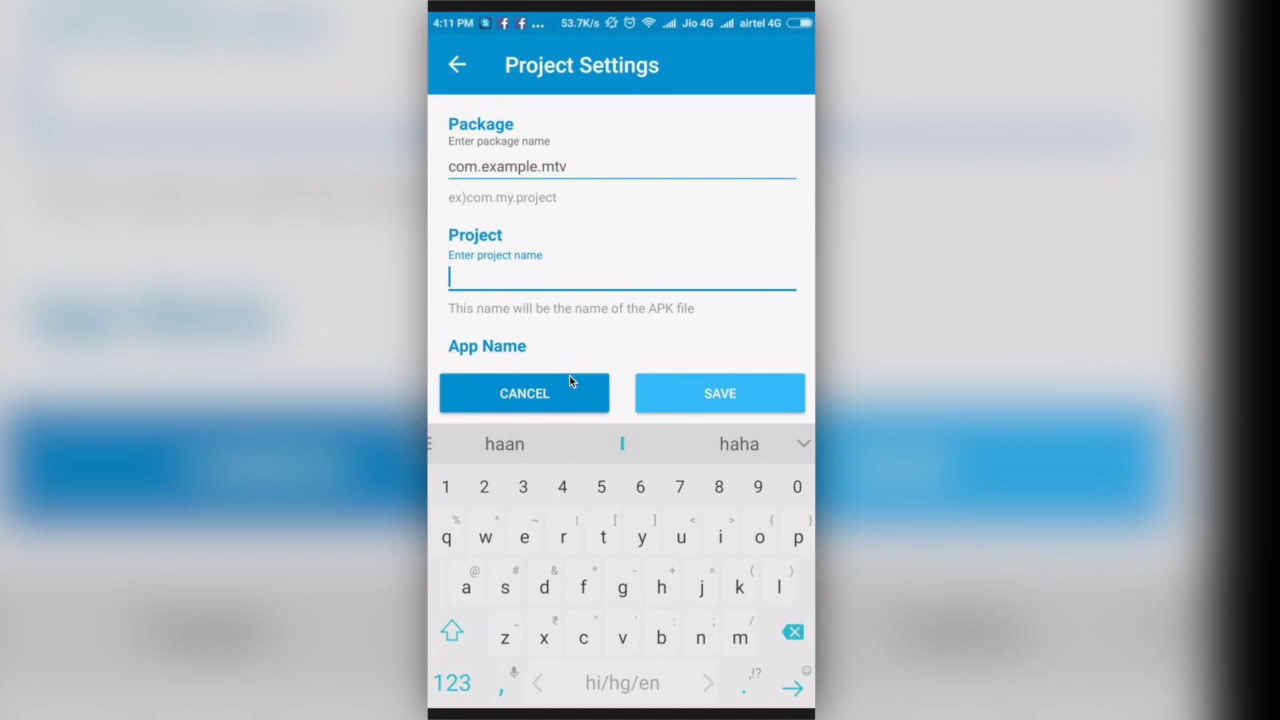 4:11 PM S f f ... 53.7K/s Jio 4G airtel 4G
Project Settings
Package
Enter package name
com.example.mtv
ex)com.my.project
Project
Enter project name
This name will be the name of the APK file
App Name
CANCEL SAVE
haan I haha
1 2 3 4 5 6 7 8 9 0
% ^ ~ | [ ] < > { }
q w e r t y u i o p
@ # & * - + = ( )
a s d f g h j k l
_ ₹ " ' : ; /
z x c v b n m
,!?
123 , < hi/hg/en > .